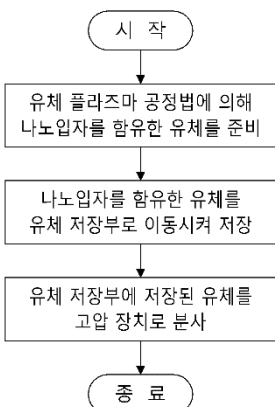 시 작
유체 플라즈마 공정법에 의해
나노입자를 함유한 유체를 준비
나노입자를 함유한 유체를
유체 저장부로 이동시켜 저장
유체 저장부에 저장된 유체를
고압 장치로 분사
종 료